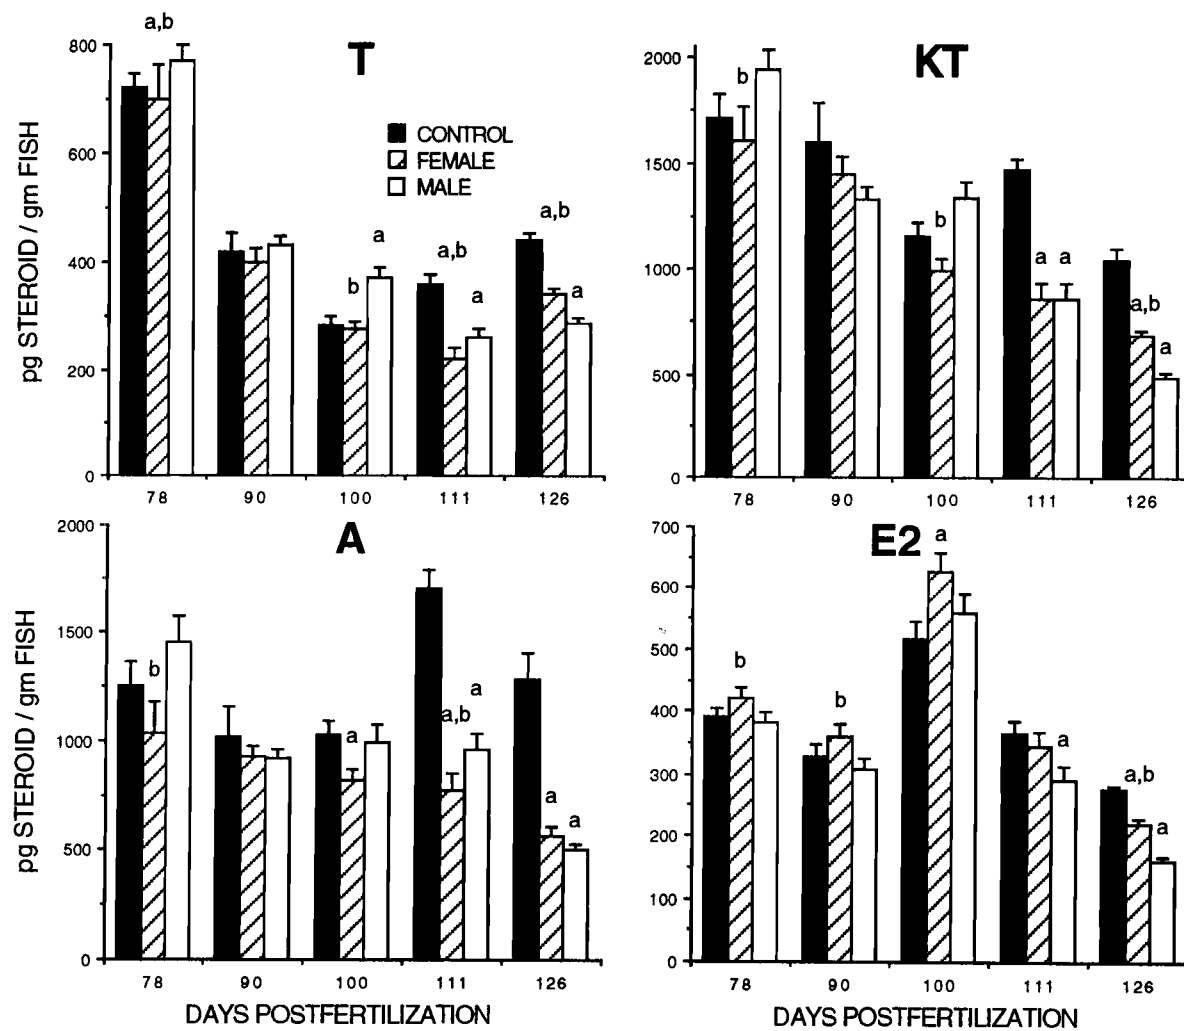 T
a,b
800
600
400
200
0
pg STEROID / gm FISH
CONTROL
FEMALE
MALE
b
a
a,b
a
a,b
a
78 90 100 111 126
KT
2000
1500
1000
500
0
b
b
a a
a,b
a
78 90 100 111 126
A
2000
1500
1000
500
0
pg STEROID / gm FISH
b
a
a,b
a
a
a
78 90 100 111 126
DAYS POSTFERTILIZATION
E2
700
600
500
400
300
200
100
0
b
b
a
a
a,b
a
78 90 100 111 126
DAYS POSTFERTILIZATION